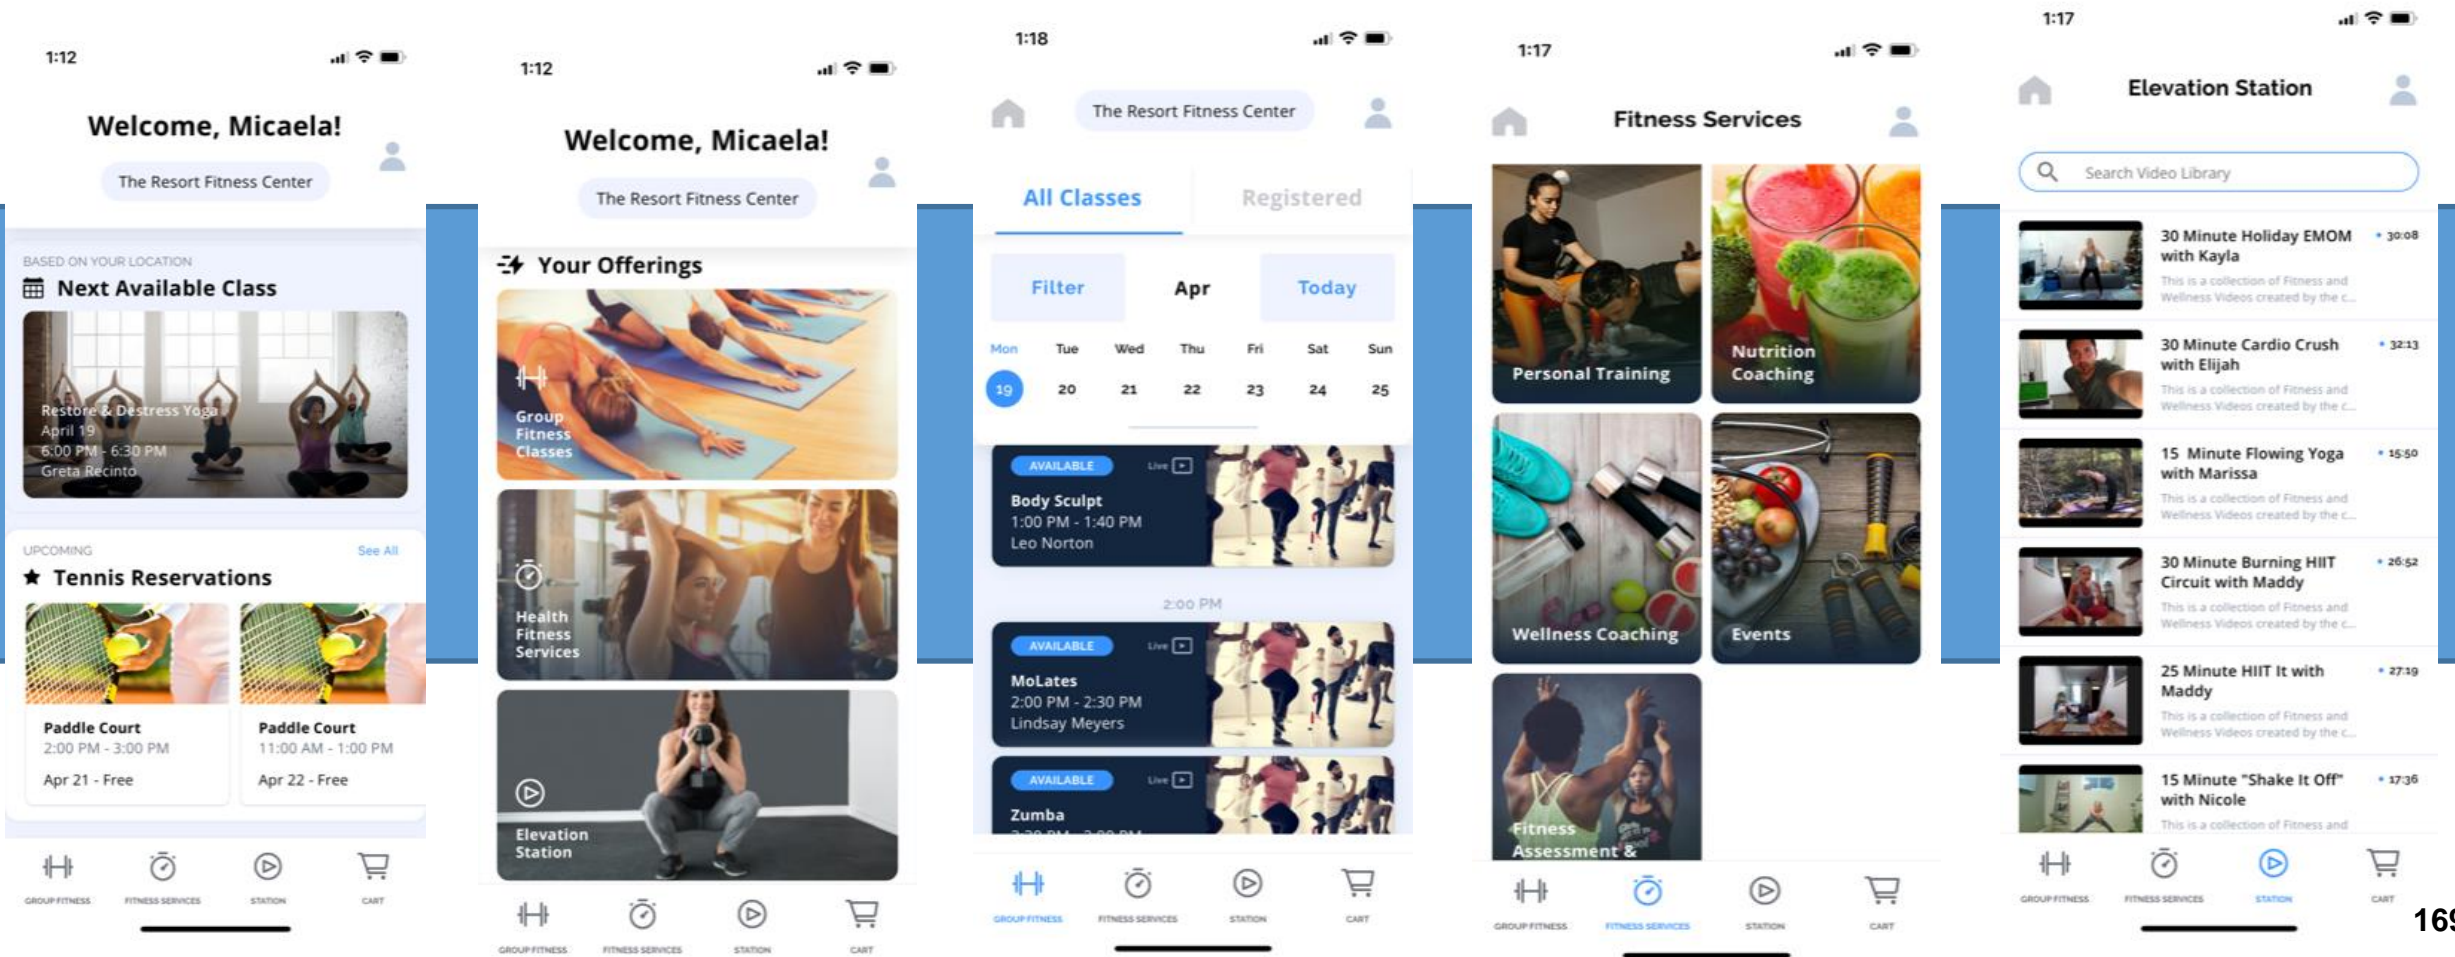 1:12
Welcome, Micaela!
The Resort Fitness Center
BASED ON YOUR LOCATION
Next Available Class
Restore & Destress Yoga
April 19
6:00 PM - 6:30 PM
Greta Recinto
UPCOMING
See All
Tennis Reservations
Paddle Court
2:00 PM - 3:00 PM
Apr 21 - Free
Paddle Court
11:00 AM - 1:00 PM
Apr 22 - Free
GROUP FITNESS
FITNESS SERVICES
STATION
CART
1:12
Welcome, Micaela!
The Resort Fitness Center
Your Offerings
Group
Fitness
Classes
Health
Fitness
Services
Elevation
Station
GROUP FITNESS
FITNESS SERVICES
STATION
CART
1:18
The Resort Fitness Center
All Classes
Registered
Filter
Apr
Today
Mon Tue Wed Thu Fri Sat Sun
19 20 21 22 23 24 25
AVAILABLE
Live
Body Sculpt
1:00 PM - 1:40 PM
Leo Norton
2:00 PM
AVAILABLE
Live
MoLates
2:00 PM - 2:30 PM
Lindsay Meyers
AVAILABLE
Live
Zumba
GROUP FITNESS
FITNESS SERVICES
STATION
CART
1:17
Fitness Services
Personal Training
Nutrition
Coaching
Wellness Coaching
Events
Fitness
Assessment &
GROUP FITNESS
FITNESS SERVICES
STATION
CART
1:17
Elevation Station
Search Video Library
30 Minute Holiday EMOM
with Kayla
30:08
This is a collection of Fitness and
Wellness Videos created by the c...
30 Minute Cardio Crush
with Elijah
32:13
This is a collection of Fitness and
Wellness Videos created by the c...
15 Minute Flowing Yoga
with Marissa
15:50
This is a collection of Fitness and
Wellness Videos created by the c...
30 Minute Burning HIIT
Circuit with Maddy
26:52
This is a collection of Fitness and
Wellness Videos created by the c...
25 Minute HIIT It with
Maddy
27:19
This is a collection of Fitness and
Wellness Videos created by the c...
15 Minute "Shake It Off"
with Nicole
17:36
This is a collection of Fitness and
GROUP FITNESS
FITNESS SERVICES
STATION
CART
169